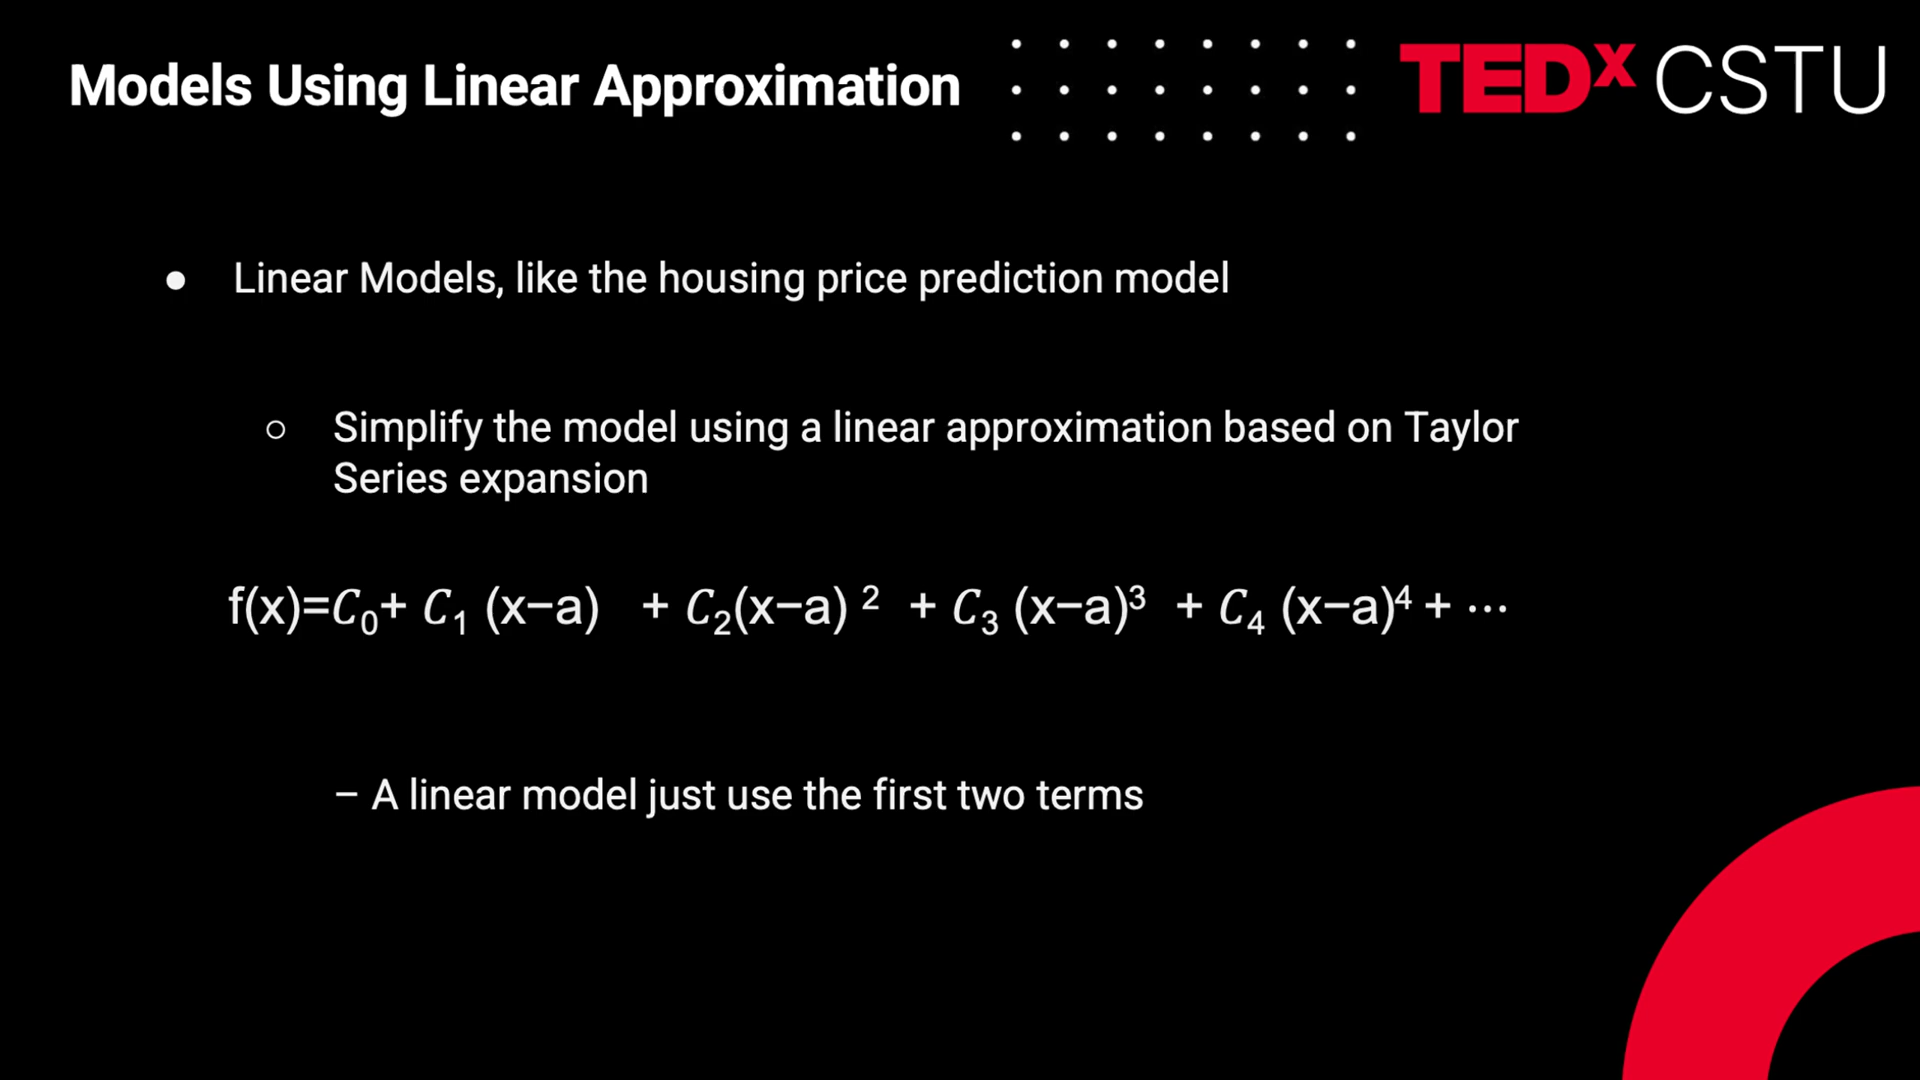 Models Using Linear Approximation
TEDx CSTU
● Linear Models, like the housing price prediction model
○ Simplify the model using a linear approximation based on Taylor
Series expansion
f(x)=C₀+ C₁ (x−a) + C₂(x−a) ² + C₃ (x−a)³ + C₄ (x−a)⁴ + ⋯
– A linear model just use the first two terms